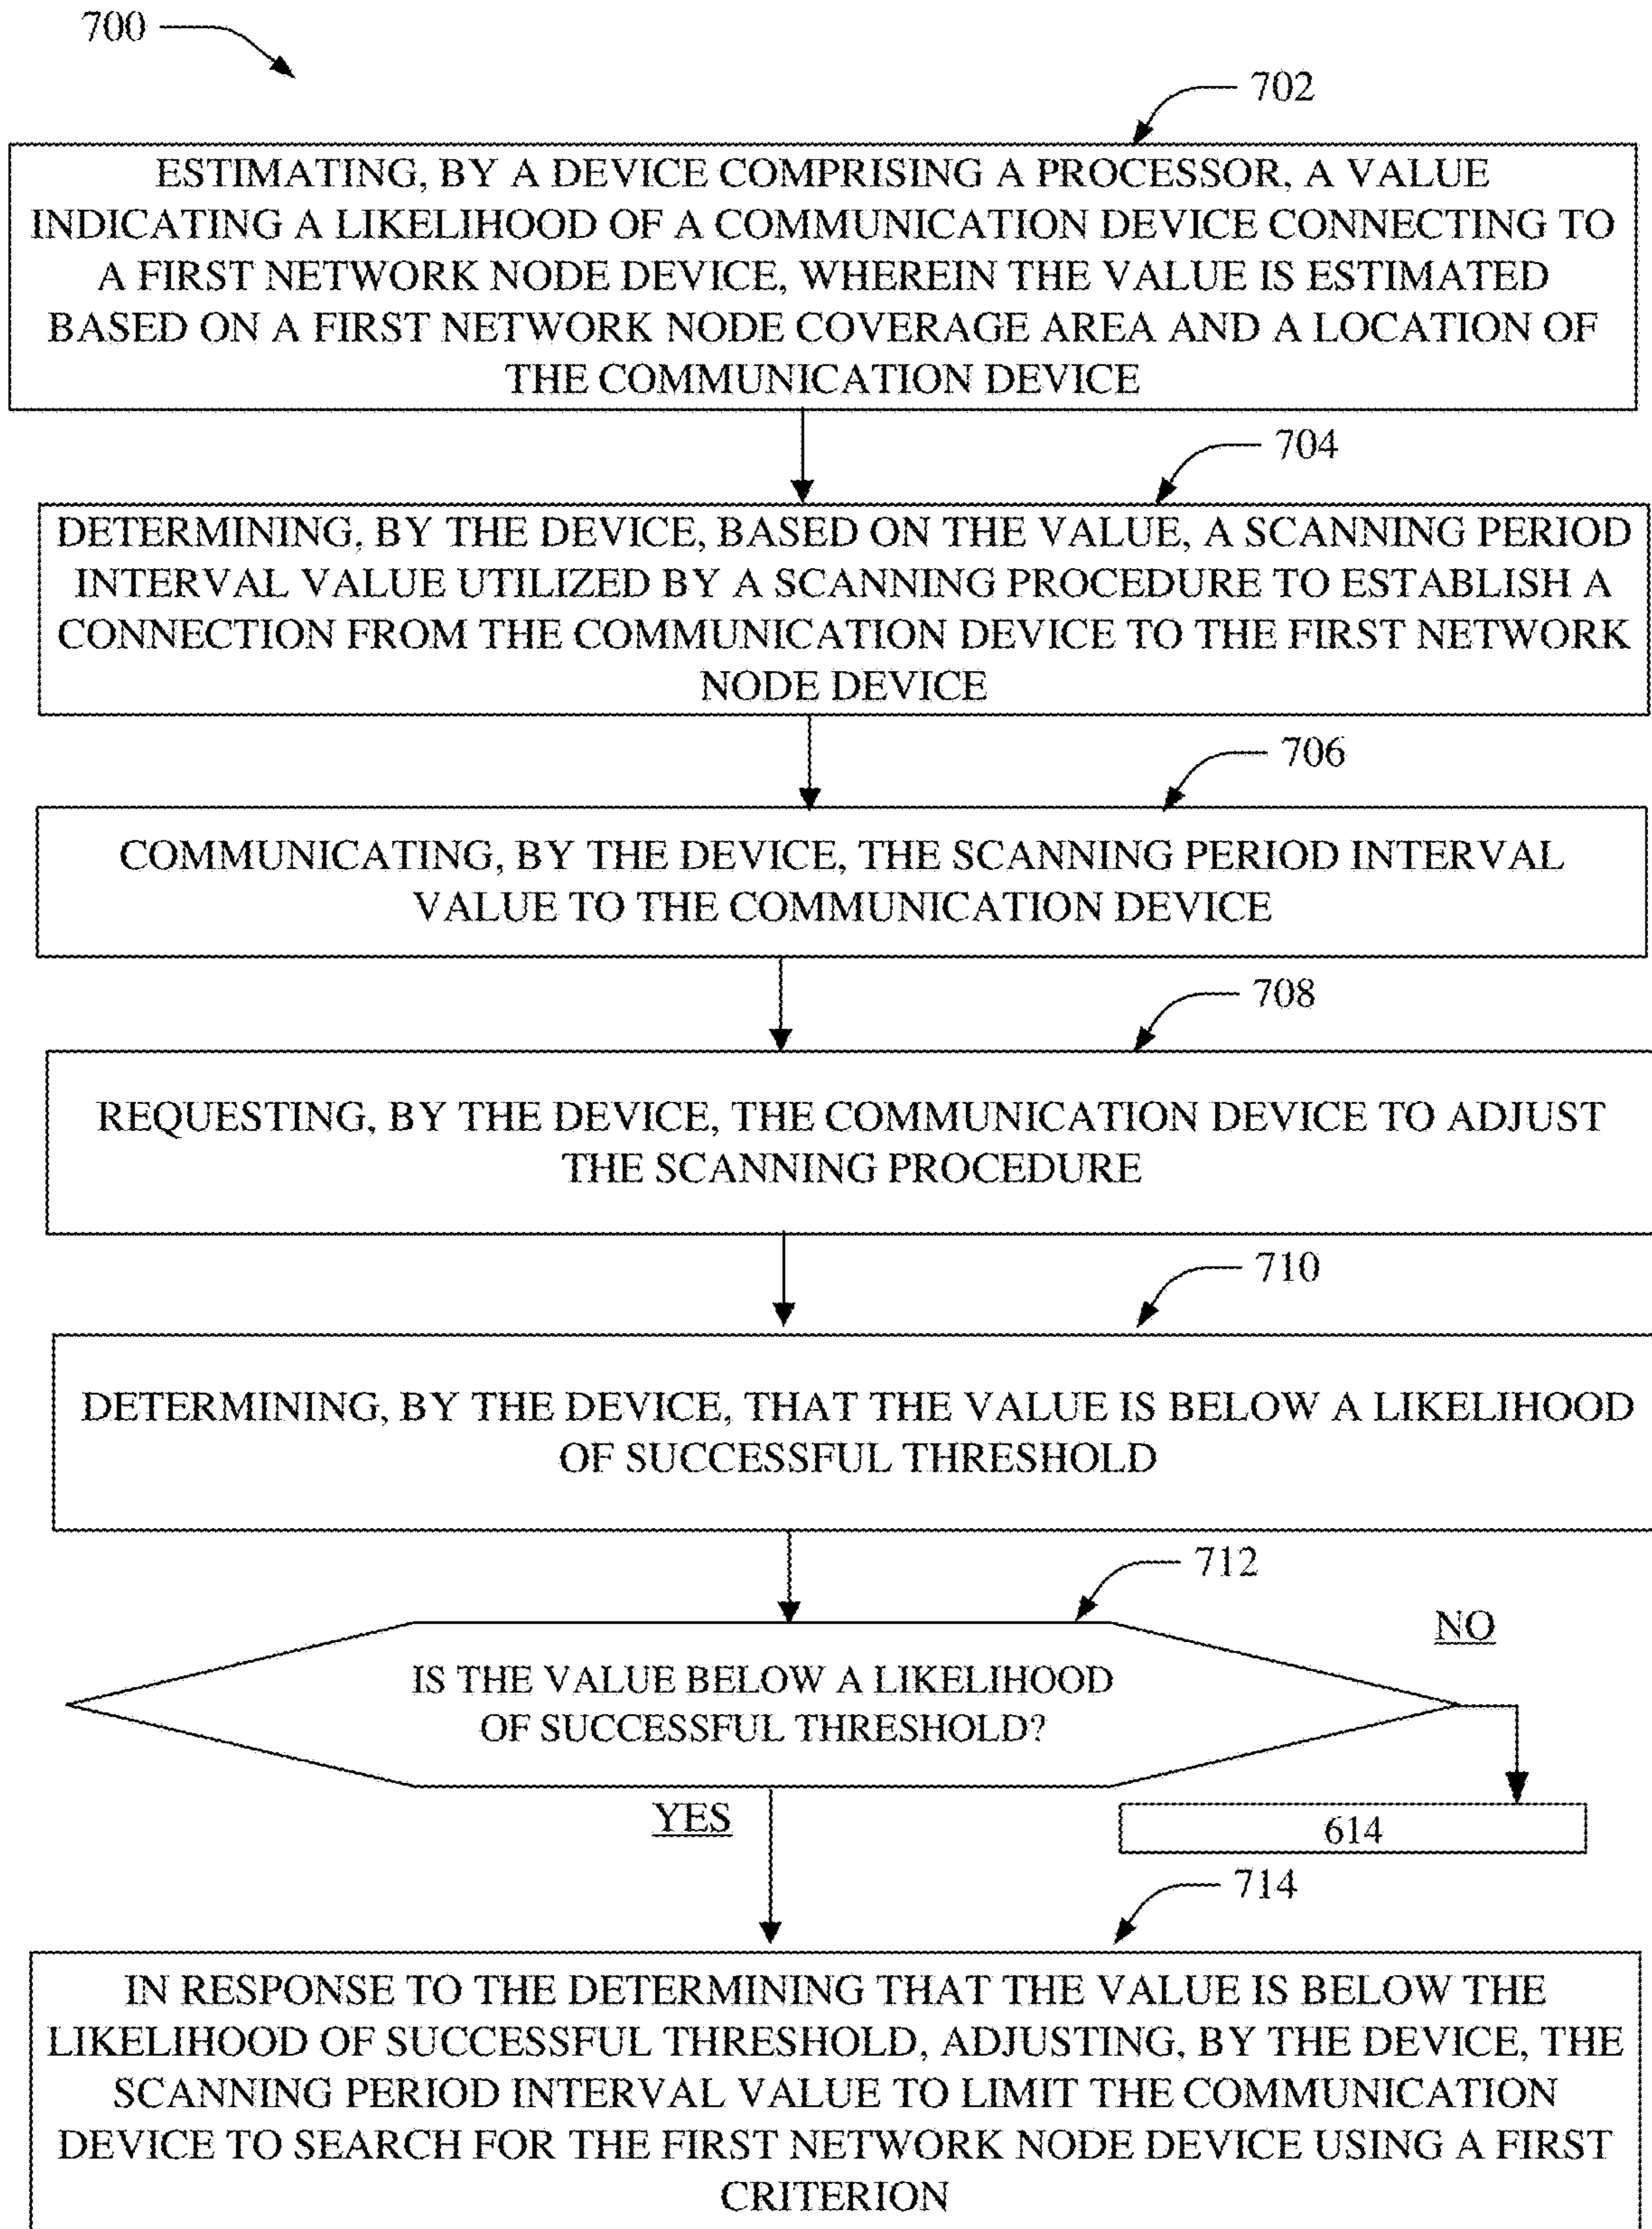 700
702
ESTIMATING, BY A DEVICE COMPRISING A PROCESSOR, A VALUE
INDICATING A LIKELIHOOD OF A COMMUNICATION DEVICE CONNECTING TO
A FIRST NETWORK NODE DEVICE, WHEREIN THE VALUE IS ESTIMATED
BASED ON A FIRST NETWORK NODE COVERAGE AREA AND A LOCATION OF
THE COMMUNICATION DEVICE
704
DETERMINING, BY THE DEVICE, BASED ON THE VALUE, A SCANNING PERIOD
INTERVAL VALUE UTILIZED BY A SCANNING PROCEDURE TO ESTABLISH A
CONNECTION FROM THE COMMUNICATION DEVICE TO THE FIRST NETWORK
NODE DEVICE
706
COMMUNICATING, BY THE DEVICE, THE SCANNING PERIOD INTERVAL
VALUE TO THE COMMUNICATION DEVICE
708
REQUESTING, BY THE DEVICE, THE COMMUNICATION DEVICE TO ADJUST
THE SCANNING PROCEDURE
710
DETERMINING, BY THE DEVICE, THAT THE VALUE IS BELOW A LIKELIHOOD
OF SUCCESSFUL THRESHOLD
712
NO
IS THE VALUE BELOW A LIKELIHOOD
OF SUCCESSFUL THRESHOLD?
YES
614
714
IN RESPONSE TO THE DETERMINING THAT THE VALUE IS BELOW THE
LIKELIHOOD OF SUCCESSFUL THRESHOLD, ADJUSTING, BY THE DEVICE, THE
SCANNING PERIOD INTERVAL VALUE TO LIMIT THE COMMUNICATION
DEVICE TO SEARCH FOR THE FIRST NETWORK NODE DEVICE USING A FIRST
CRITERION